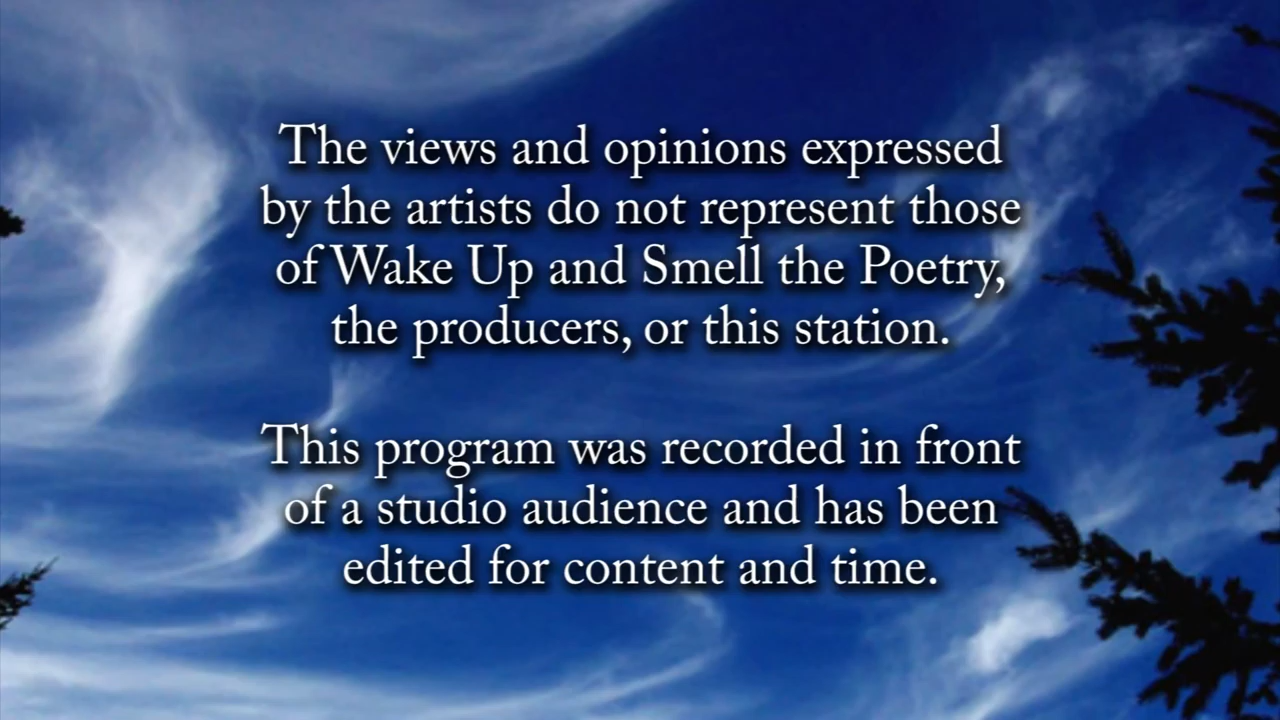 The views and opinions expressed
by the artists do not represent those
of Wake Up and Smell the Poetry,
the producers, or this station.
This program was recorded in front
of a studio audience and has been
edited for content and time.